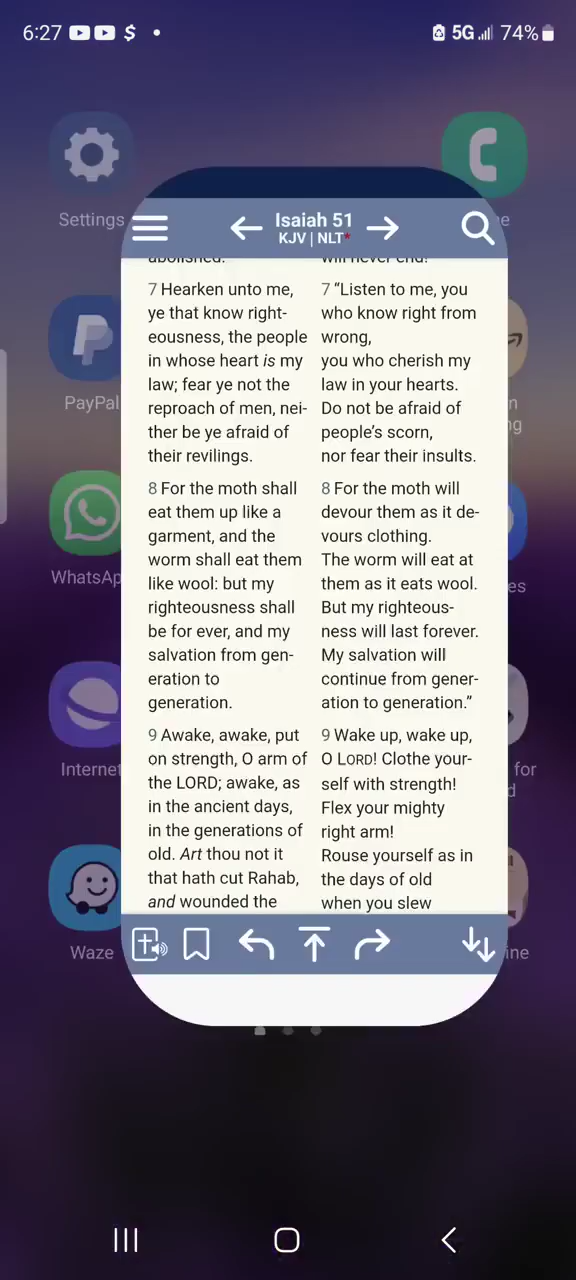 6:27
5G
74%
Settings
Isaiah 51
KJV | NLT*
abolished.
7 Hearken unto me,
ye that know right-
eousness, the people
in whose heart is my
law; fear ye not the
reproach of men, nei-
ther be ye afraid of
their revilings.
8 For the moth shall
eat them up like a
garment, and the
worm shall eat them
like wool: but my
righteousness shall
be for ever, and my
salvation from gen-
eration to
generation.
9 Awake, awake, put
on strength, O arm of
the LORD; awake, as
in the ancient days,
in the generations of
old. Art thou not it
that hath cut Rahab,
and wounded the
will never end!
7 “Listen to me, you
who know right from
wrong,
you who cherish my
law in your hearts.
Do not be afraid of
people’s scorn,
nor fear their insults.
8 For the moth will
devour them as it de-
vours clothing.
The worm will eat at
them as it eats wool.
But my righteous-
ness will last forever.
My salvation will
continue from gener-
ation to generation.”
9 Wake up, wake up,
O LORD! Clothe your-
self with strength!
Flex your mighty
right arm!
Rouse yourself as in
the days of old
when you slew
PayPal
WhatsAp
Internet
Waze
ne
n
ng
es
for
d
ine